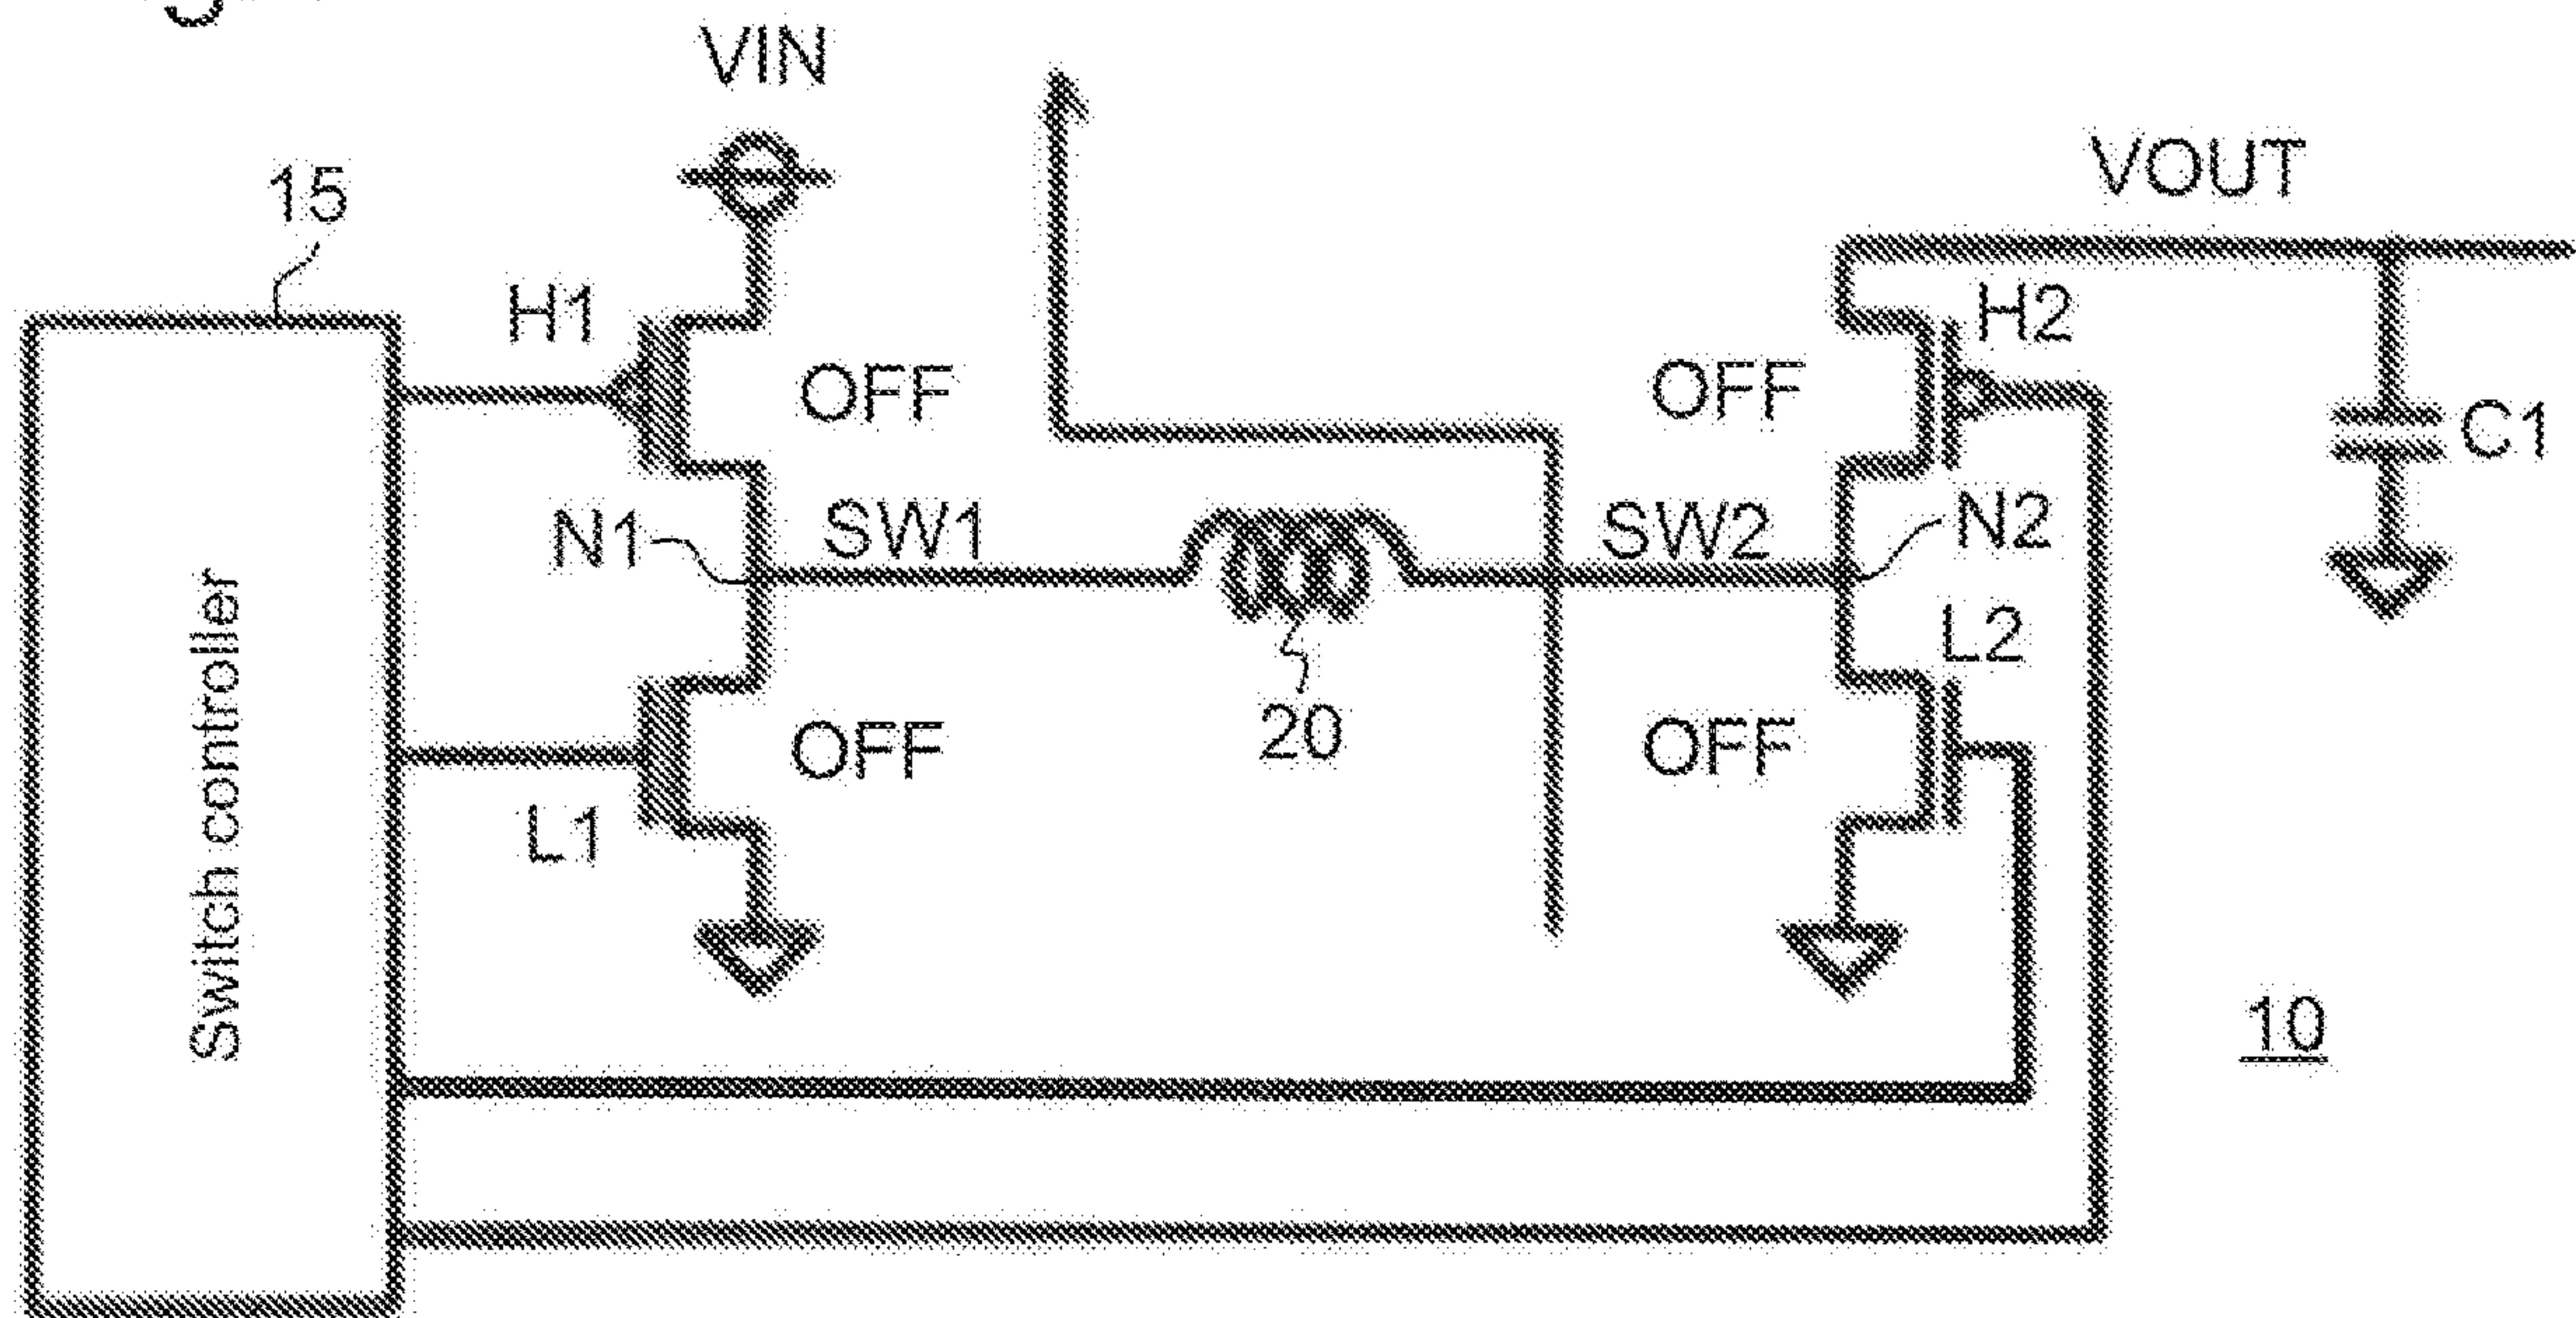 VIN
VOUT
15
H1
H2
OFF
OFF
C1
N1
SW1
SW2
N2
L2
20
OFF
OFF
L1
Switch controller
10